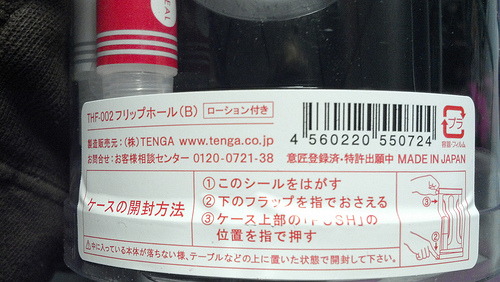 EAL
THF-002フリップホール(B) ローション付き
製造販売元:(株)TENGA www.tenga.co.jp
お問合せ:お客様相談センター 0120-0721-38
4 560220 550724
意匠登録済・特許出願中 MADE IN JAPAN
プラ
容器・フィルム
ケースの開封方法
①このシールをはがす
②下のフラップを指でおさえる
③ケース上部の「PUSH」の
位置を指で押す
③→
②→
⚠中に入っている本体が落ちない様、テーブルなどの上に置いた状態で開封して下さい。